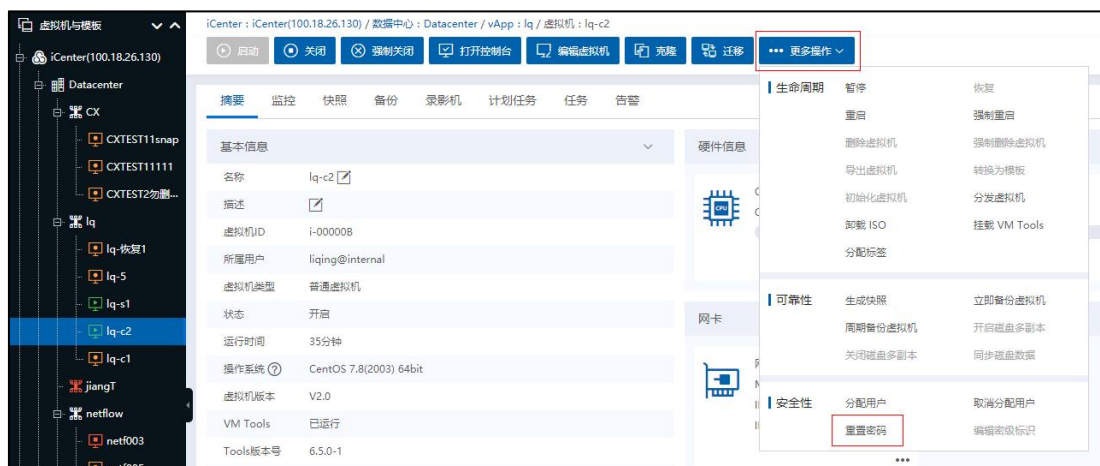 虚拟机与模板
iCenter(100.18.26.130)
Datacenter
CX
CXTEST11snap
CXTEST11111
CXTEST2勿删...
lq
lq-恢复1
lq-5
lq-s1
lq-c2
lq-c1
jiangT
netflow
netf003
iCenter : iCenter(100.18.26.130) / 数据中心 : Datacenter / vApp : lq / 虚拟机 : lq-c2
启动 关闭 强制关闭 打开控制台 编辑虚拟机 克隆 迁移 ••• 更多操作
摘要 监控 快照 备份 录影机 计划任务 任务 告警
基本信息
名称 lq-c2
描述
虚拟机ID i-00000B
所属用户 liqing@internal
虚拟机类型 普通虚拟机
状态 开启
运行时间 35分钟
操作系统 ? CentOS 7.8(2003) 64bit
虚拟机版本 V2.0
VM Tools 已运行
Tools版本号 6.5.0-1
硬件信息
CPU
网卡
生命周期 暂停 恢复
重启 强制重启
删除虚拟机 强制删除虚拟机
导出虚拟机 转换为模板
初始化虚拟机 分发虚拟机
卸载 ISO 挂载 VM Tools
分配标签
可靠性 生成快照 立即备份虚拟机
周期备份虚拟机 开启磁盘多副本
关闭磁盘多副本 同步磁盘数据
安全性 分配用户 取消分配用户
重置密码 编辑密级标识
•••